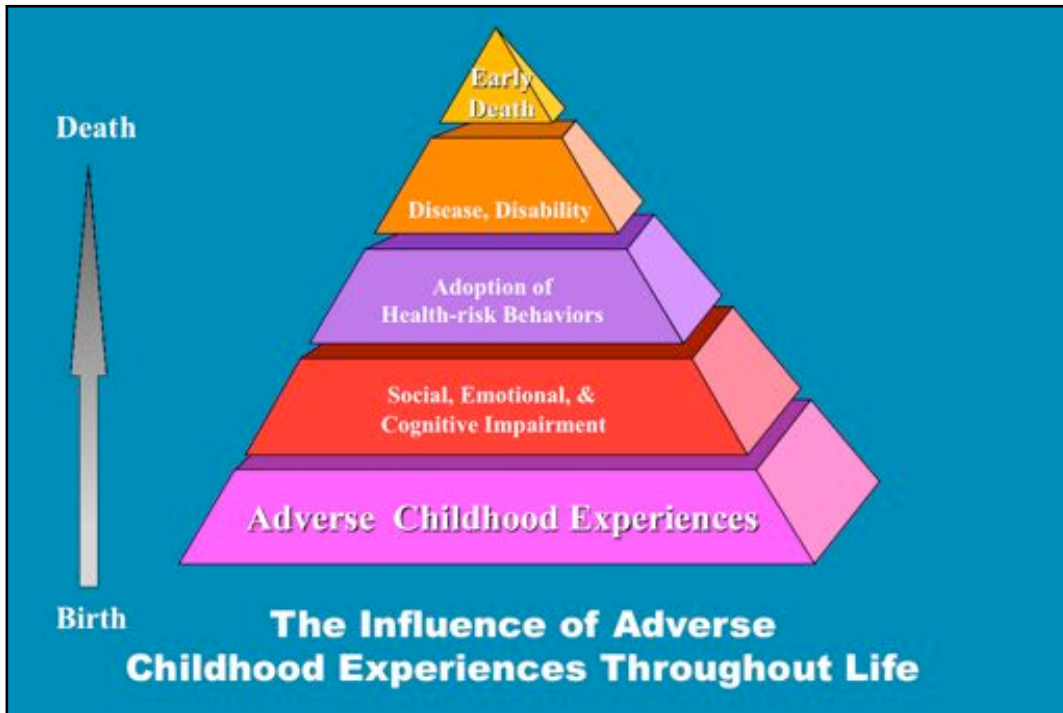 Early
Death
Death
Disease, Disability
Adoption of
Health-risk Behaviors
Social, Emotional, &
Cognitive Impairment
Adverse Childhood Experiences
Birth
The Influence of Adverse
Childhood Experiences Throughout Life